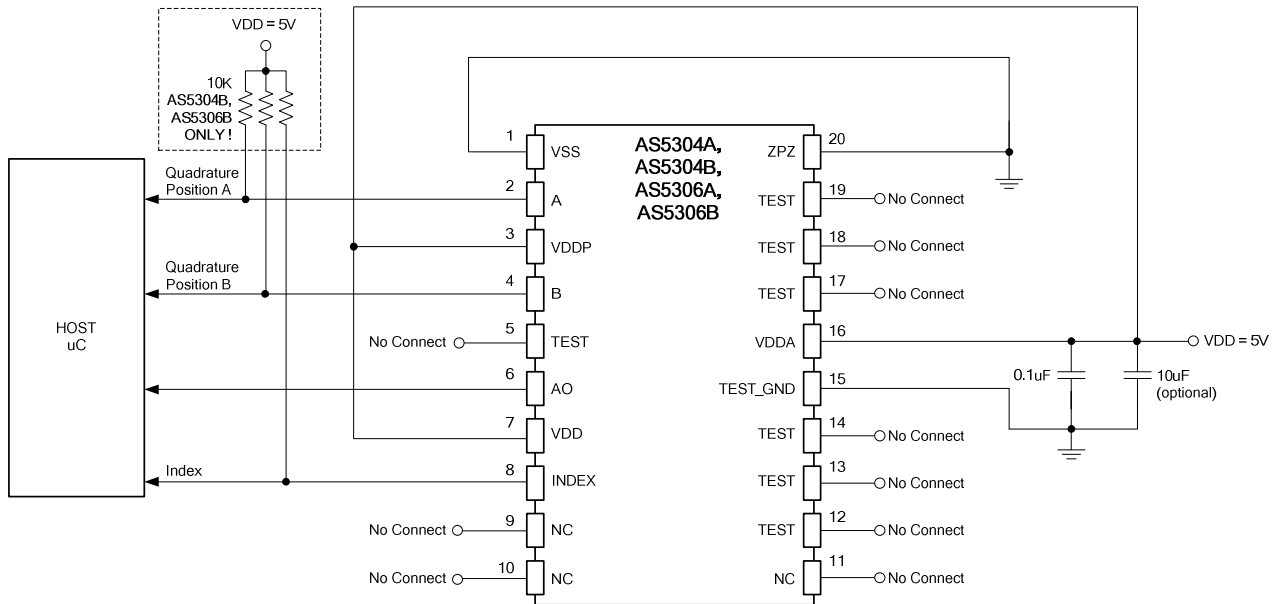 VDD = 5V
10K
AS5304B,
AS5306B
ONLY!
HOST
uC
Quadrature
Position A
Quadrature
Position B
Index
AS5304A,
AS5304B,
AS5306A,
AS5306B
1 VSS
2 A
3 VDDP
4 B
No Connect 5 TEST
6 AO
7 VDD
8 INDEX
No Connect 9 NC
No Connect 10 NC
ZPZ 20
TEST 19 No Connect
TEST 18 No Connect
TEST 17 No Connect
VDDA 16 VDD = 5V
TEST_GND 15
TEST 14 No Connect
TEST 13 No Connect
TEST 12 No Connect
NC 11 No Connect
0.1uF
10uF
(optional)